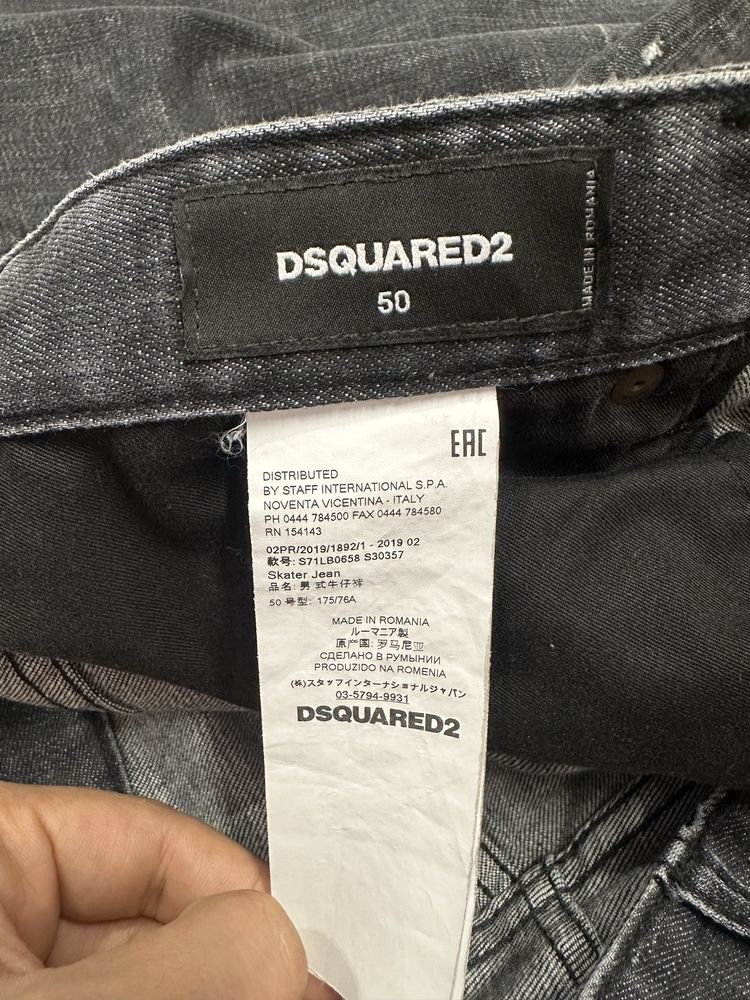 DSQUARED2
50
MADE IN ROMANIA
EAC
DISTRIBUTED
BY STAFF INTERNATIONAL S.P.A.
NOVENTA VICENTINA - ITALY
PH 0444 784500 FAX 0444 784580
RN 154143
02PR/2019/1892/1 - 2019 02
款号: S71LB0658 S30357
Skater Jean
品名: 男式牛仔裤
50 号型: 175/76A
MADE IN ROMANIA
ルーマニア製
原产国: 罗马尼亚
СДЕЛАНО В РУМЫНИИ
PRODUZIDO NA ROMENIA
(株)スタッフインターナショナルジャパン
03-5794-9931
DSQUARED2